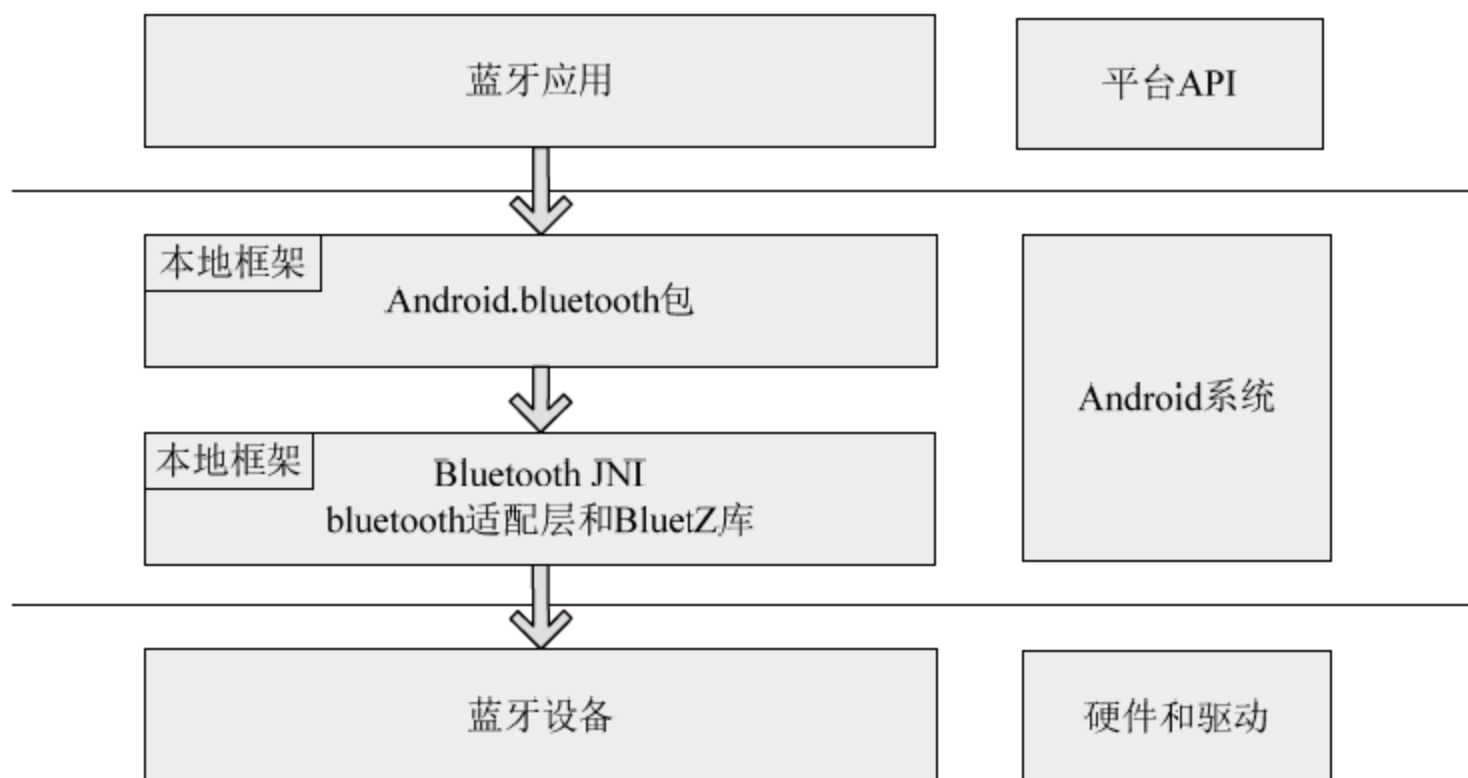 蓝牙应用
平台API
本地框架
Android.bluetooth包
Android系统
本地框架
Bluetooth JNI
bluetooth适配层和BluetZ库
蓝牙设备
硬件和驱动